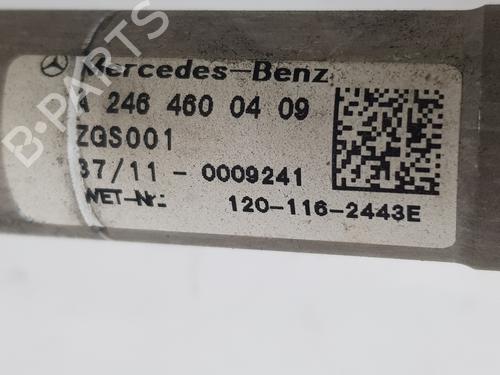 B-PARTS
Mercedes-Benz
A 246 460 04 09
ZGS001
37/11 - 0009241
WET-Nr: 120-116-2443E